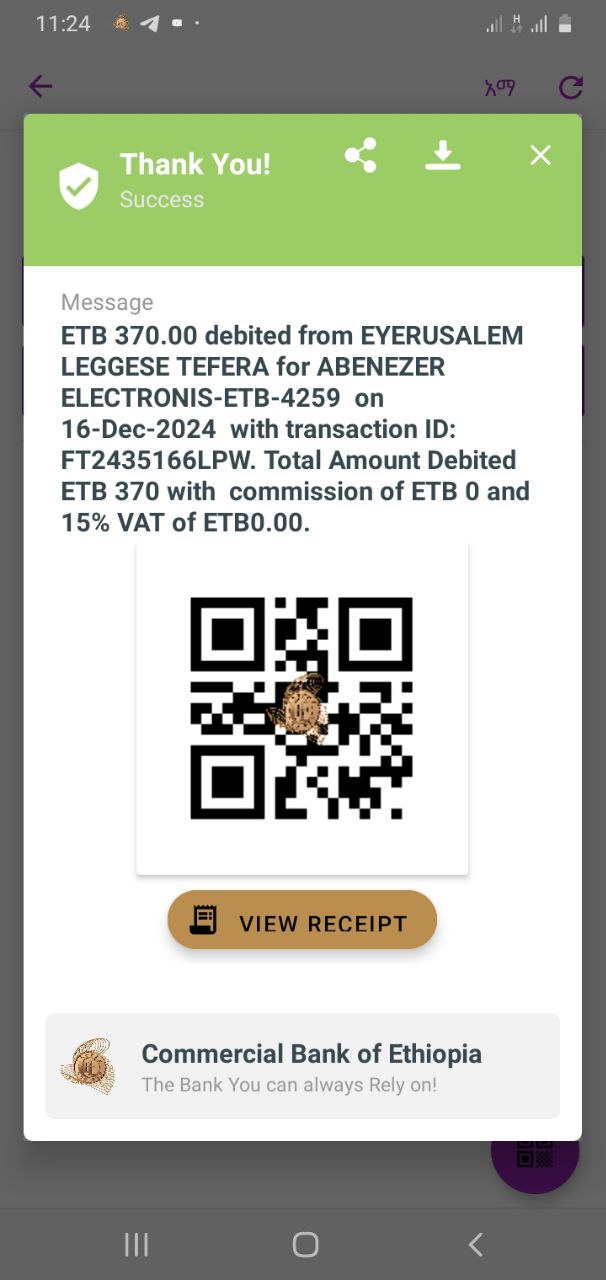 11:24
H
አማ
Thank You!
Success
Message
ETB 370.00 debited from EYERUSALEM
LEGGESE TEFERA for ABENEZER
ELECTRONIS-ETB-4259 on
16-Dec-2024 with transaction ID:
FT2435166LPW. Total Amount Debited
ETB 370 with commission of ETB 0 and
15% VAT of ETB0.00.
VIEW RECEIPT
Commercial Bank of Ethiopia
The Bank You can always Rely on!